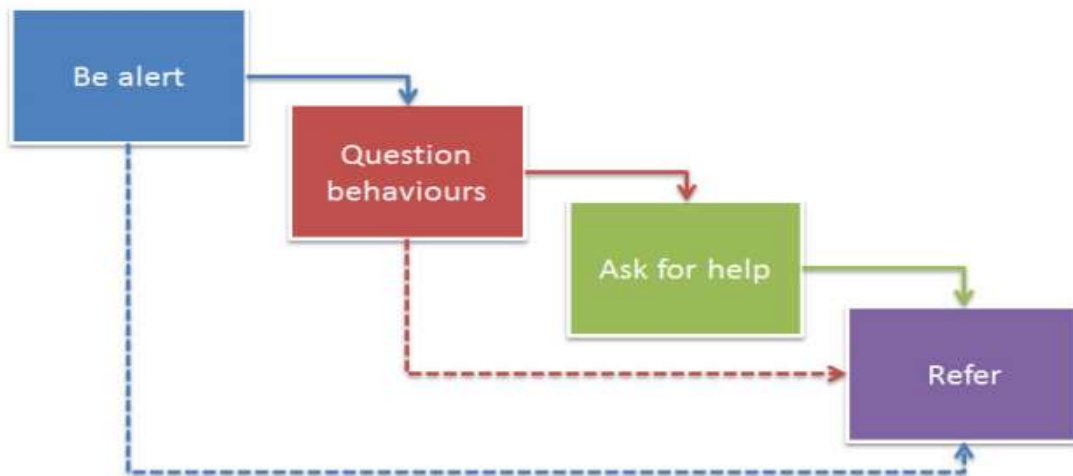 Be alert
Question
behaviours
Ask for help
Refer